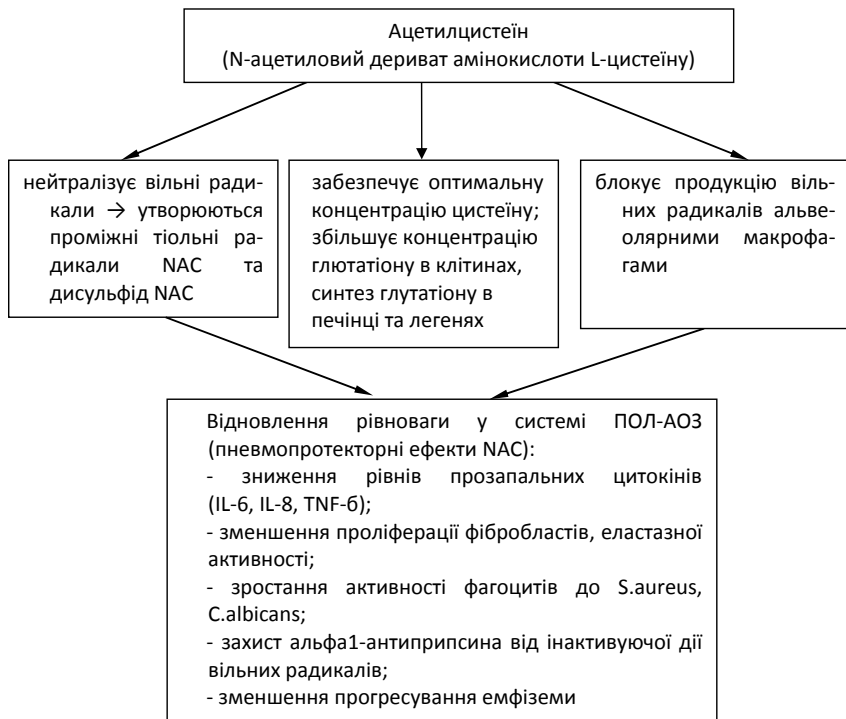 Ацетилцистеїн
(N-ацетиловий дериват амінокислоти L-цистеїну)
нейтралізує вільні ради-
кали → утворюються
проміжні тіольні ра-
дикали NAC та
дисульфід NAC
забезпечує оптимальну
концентрацію цистеїну;
збільшує концентрацію
глютатіону в клітинах,
синтез глутатіону в
печінці та легенях
блокує продукцію віль-
них радикалів альве-
олярними макрофа-
гами
Відновлення рівноваги у системі ПОЛ-АОЗ
(пневмопротекторні ефекти NAC):
- зниження рівнів прозапальних цитокінів
(IL-6, IL-8, TNF-б);
- зменшення проліферації фібробластів, еластазної
активності;
- зростання активності фагоцитів до S.aureus,
C.albicans;
- захист альфа1-антиприпсина від інактивуючої дії
вільних радикалів;
- зменшення прогресування емфіземи